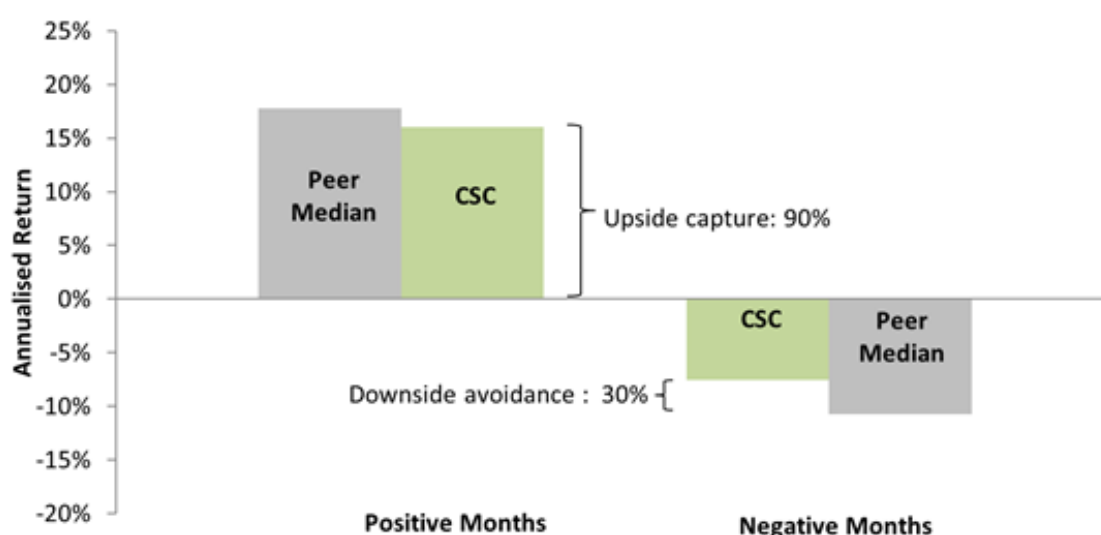 25%
20%
15%
10%
5%
0%
-5%
-10%
-15%
-20%
Annualised Return
Peer
Median
CSC
Upside capture: 90%
CSC
Peer
Median
Downside avoidance : 30%
Positive Months
Negative Months